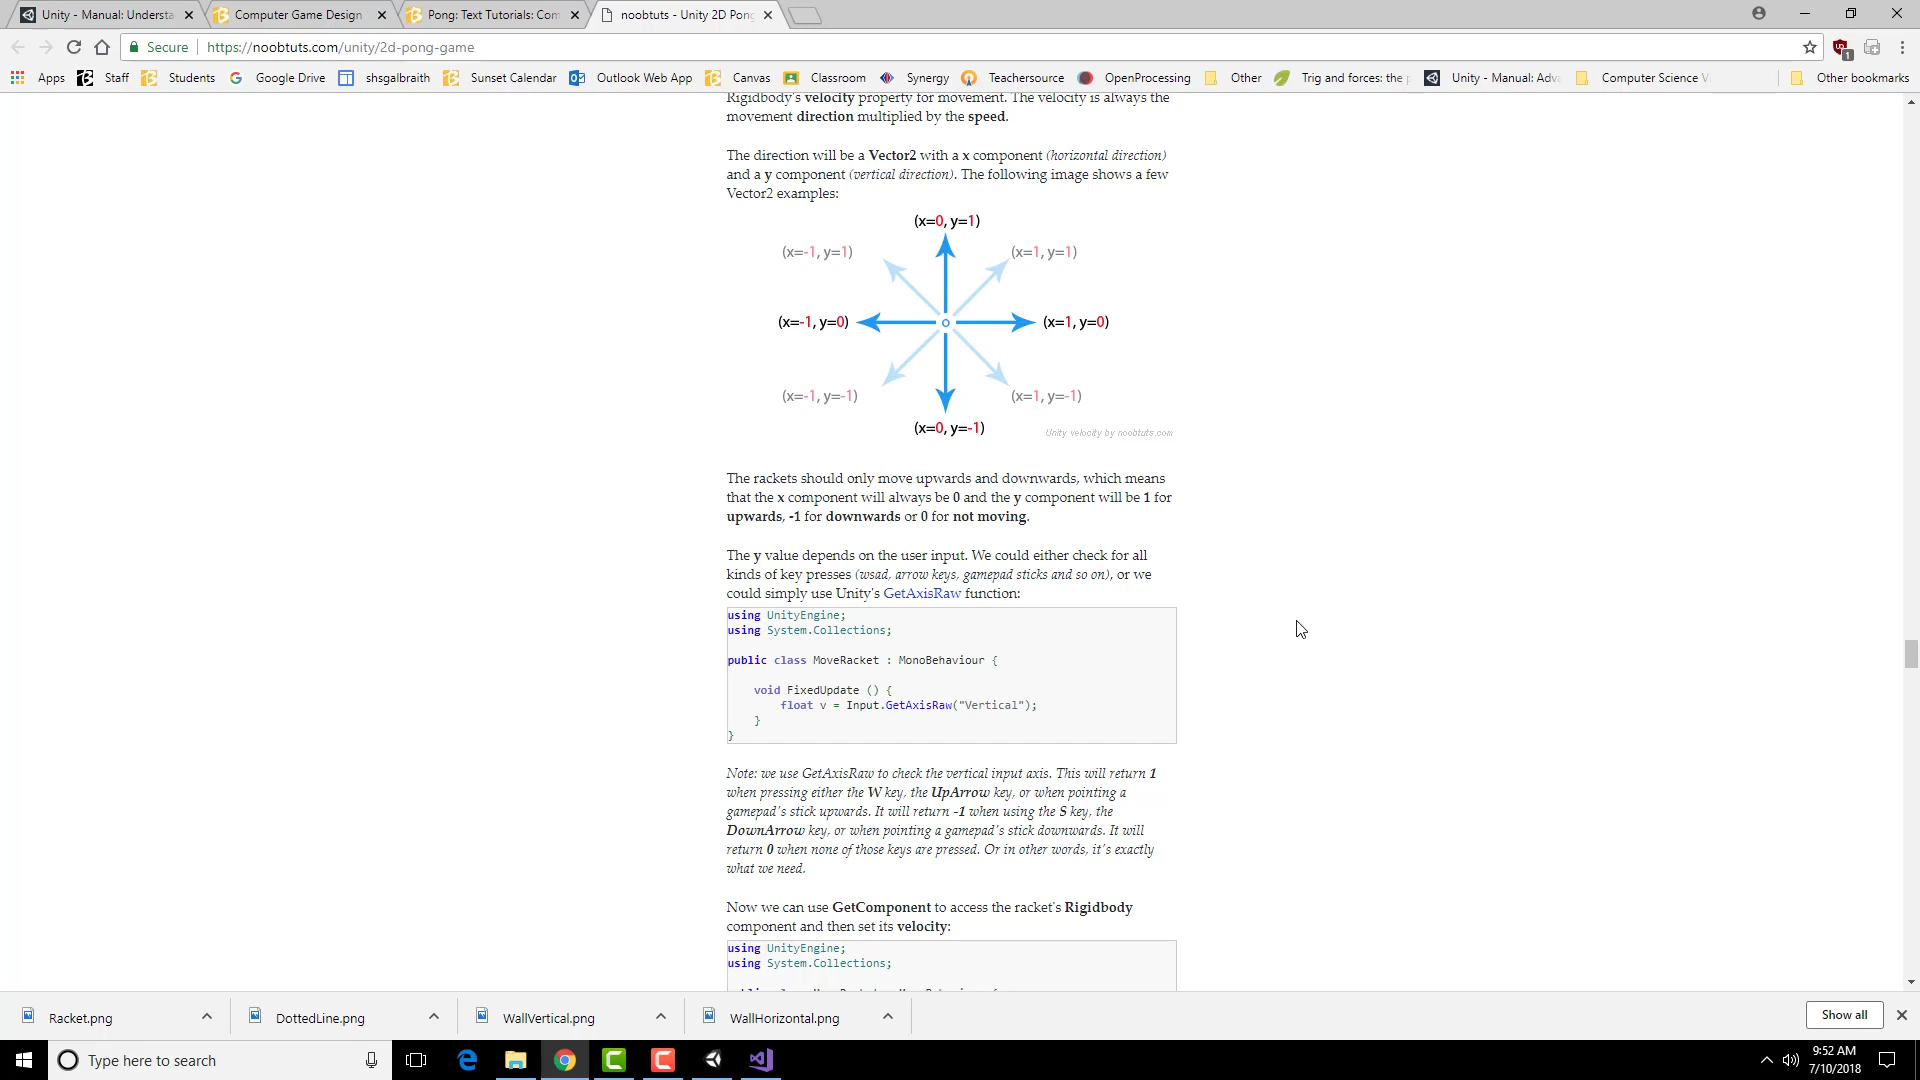 Unity - Manual: Understa
Computer Game Design
Pong: Text Tutorials: Com
noobtuts - Unity 2D Pong
Secure
https://noobtuts.com/unity/2d-pong-game
1
Apps
Staff
Students
Google Drive
shsgalbraith
Sunset Calendar
Outlook Web App
Canvas
Classroom
Synergy
Teachersource
OpenProcessing
Other
Trig and forces: the p
Unity - Manual: Adva
Computer Science V
Other bookmarks
Rigidbody's velocity property for movement. The velocity is always the
movement direction multiplied by the speed.
The direction will be a Vector2 with a x component (horizontal direction)
and a y component (vertical direction). The following image shows a few
Vector2 examples:
(x=0, y=1)
(x=-1, y=1)
(x=1, y=1)
(x=-1, y=0)
(x=1, y=0)
(x=-1, y=-1)
(x=1, y=-1)
(x=0, y=-1)
Unity velocity by noobtuts.com
The rackets should only move upwards and downwards, which means
that the x component will always be 0 and the y component will be 1 for
upwards, -1 for downwards or 0 for not moving.
The y value depends on the user input. We could either check for all
kinds of key presses (wsad, arrow keys, gamepad sticks and so on), or we
could simply use Unity's GetAxisRaw function:
using UnityEngine;
using System.Collections;
public class MoveRacket : MonoBehaviour {
void FixedUpdate () {
float v = Input.GetAxisRaw("Vertical");
}
}
Note: we use GetAxisRaw to check the vertical input axis. This will return 1
when pressing either the W key, the UpArrow key, or when pointing a
gamepad's stick upwards. It will return -1 when using the S key, the
DownArrow key, or when pointing a gamepad's stick downwards. It will
return 0 when none of those keys are pressed. Or in other words, it's exactly
what we need.
Now we can use GetComponent to access the racket's Rigidbody
component and then set its velocity:
using UnityEngine;
using System.Collections;
Racket.png
DottedLine.png
WallVertical.png
WallHorizontal.png
Show all
Type here to search
9:52 AM
7/10/2018